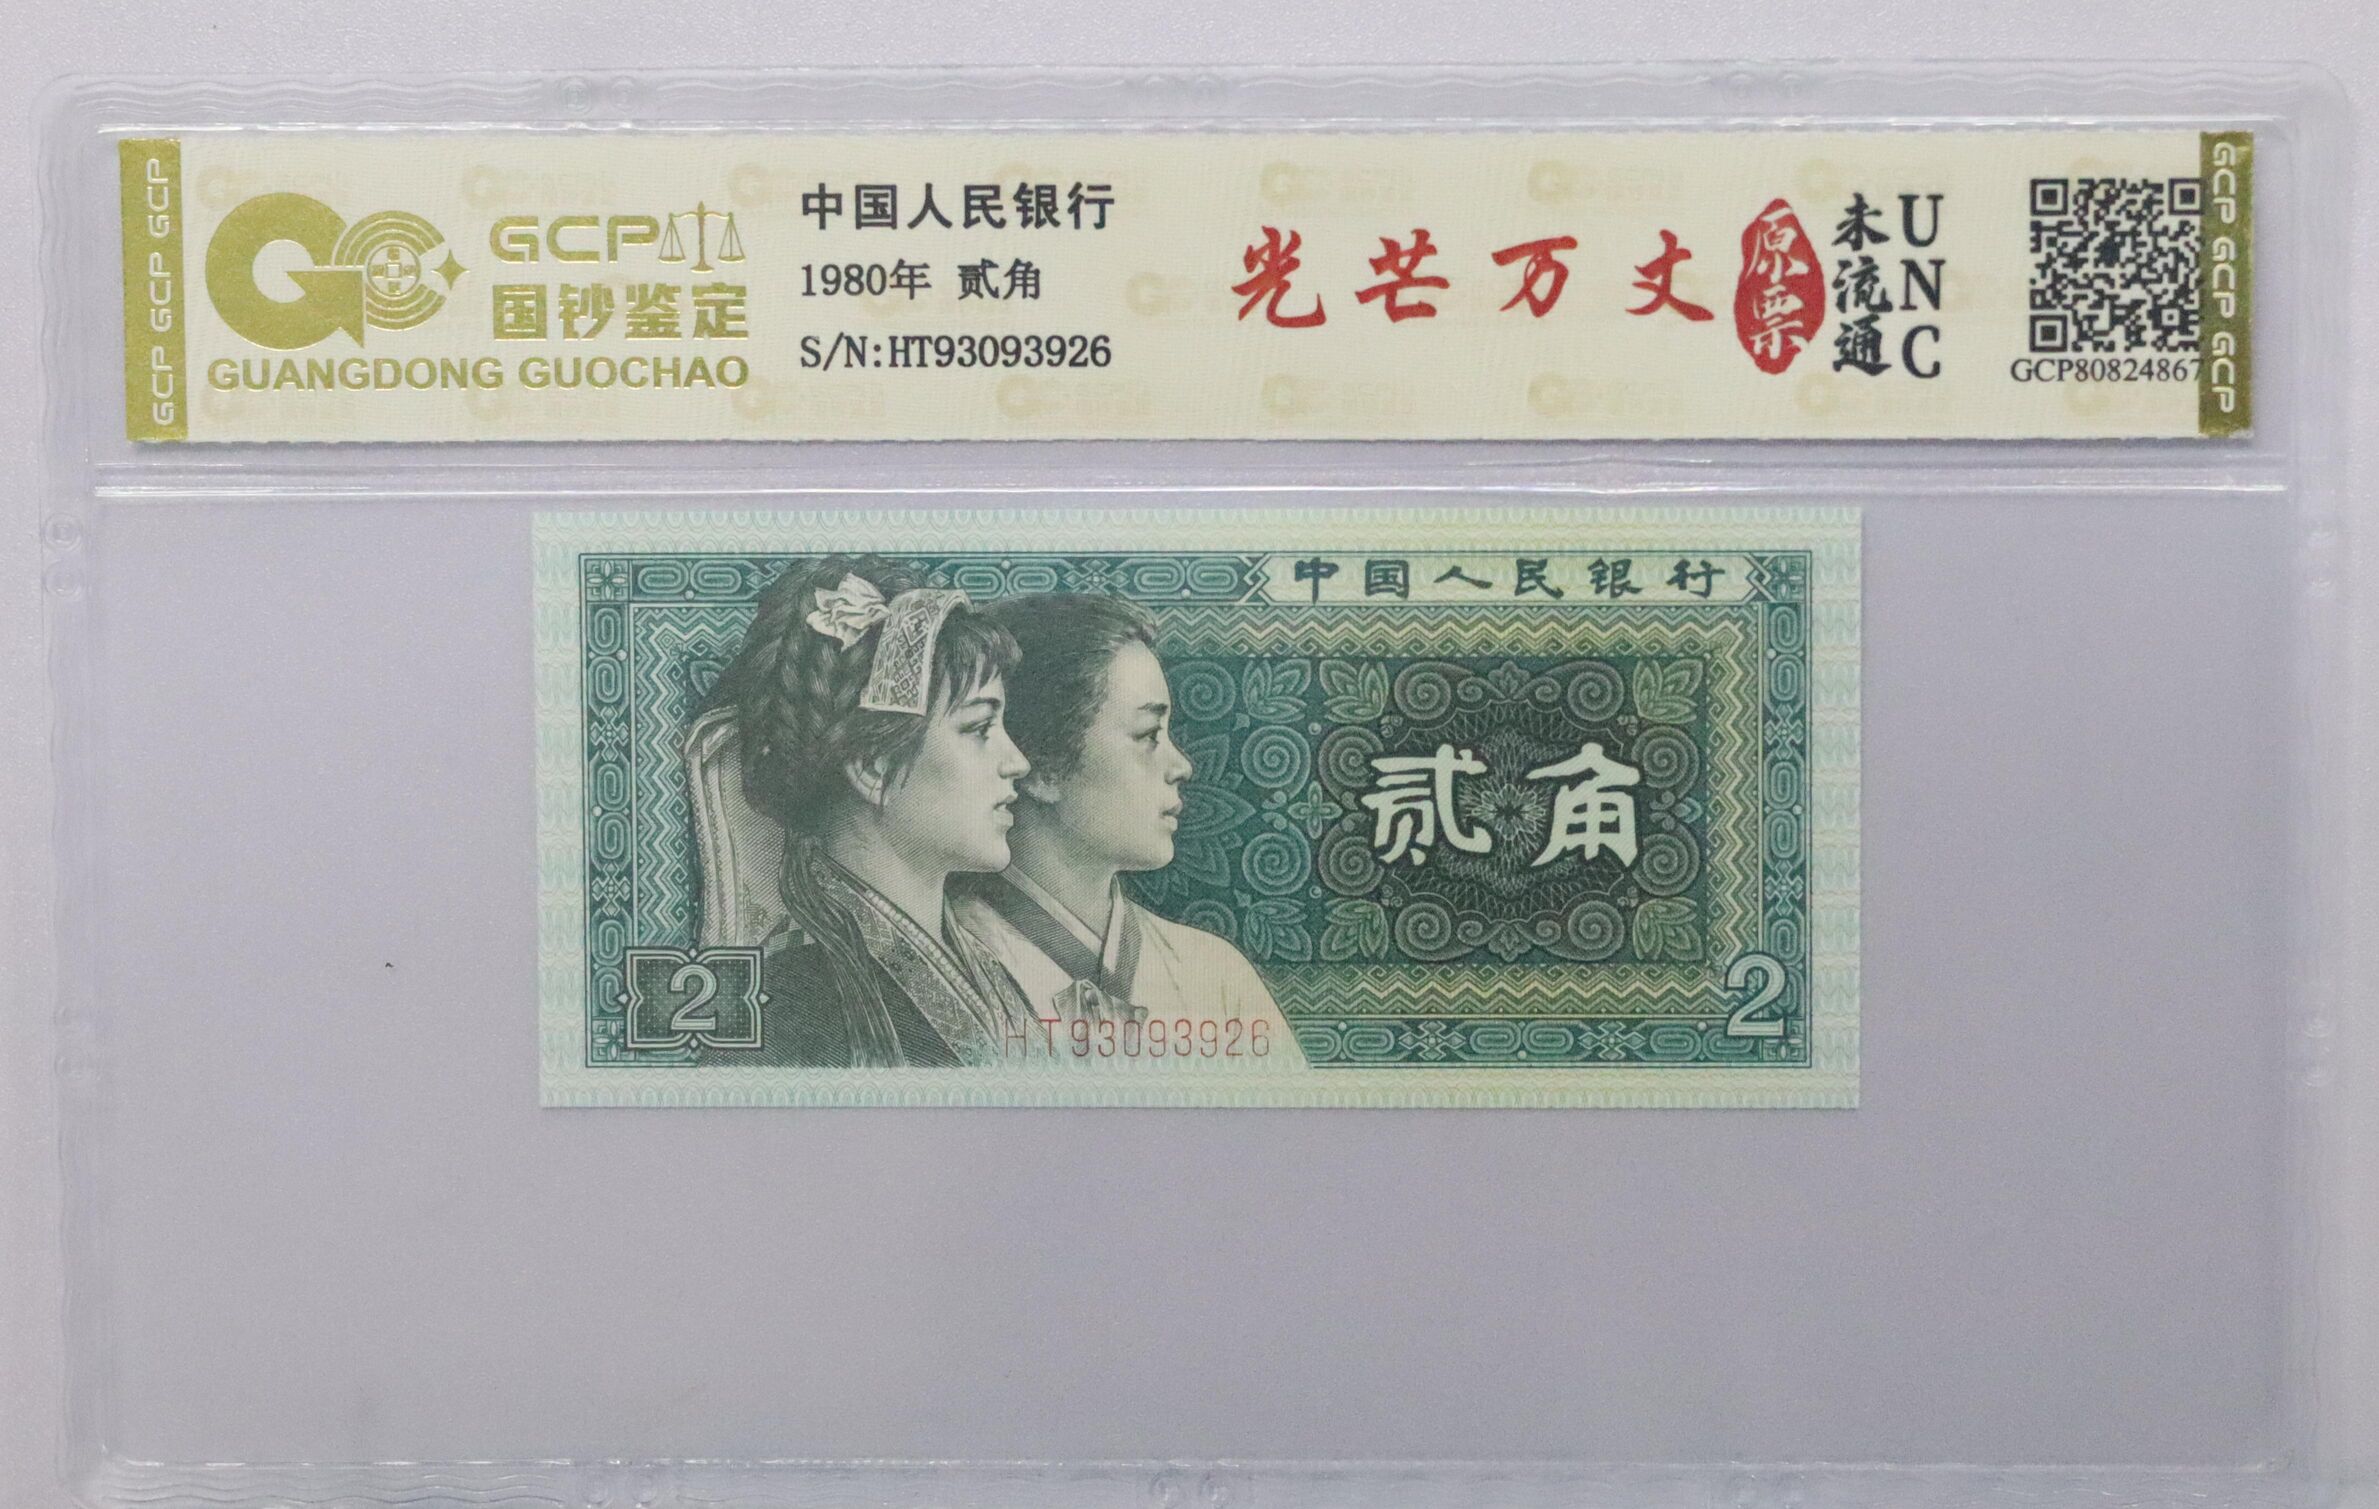 GCP GCP GCP
GCP
国钞鉴定
GUANGDONG GUOCHAO
中国人民银行
1980年 贰角
S/N:HT93093926
光芒万丈
原票
未流通
UNC
GCP80824867
GCP GCP GCP
中国人民银行
贰角
2
2
HT93093926